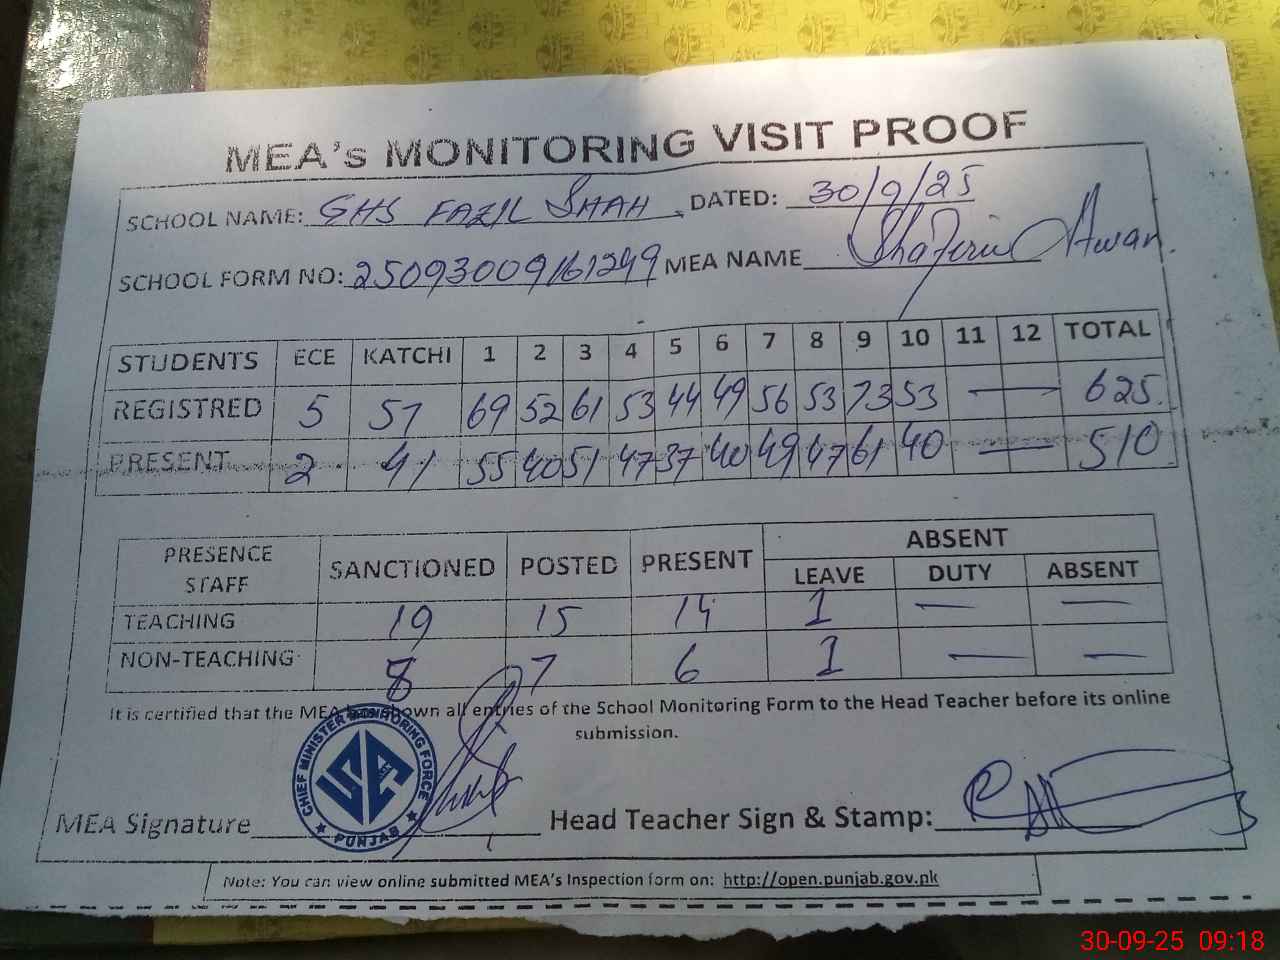 MEA's MONITORING VISIT PROOF
SCHOOL NAME: GHS FAZIL SHAH DATED: 30/9/25
SCHOOL FORM NO: 25093009161299 MEA NAME Awan
STUDENTS ECE KATCHI 1 2 3 4 5 6 7 8 9 10 11 12 TOTAL
REGISTRED 5 57 69 52 61 53 44 49 56 53 73 53 — 625
PRESENT 2 41 55 40 51 47 37 40 49 47 61 40 — 510
PRESENCE STAFF SANCTIONED POSTED PRESENT ABSENT
LEAVE DUTY ABSENT
TEACHING 19 15 14 1 — —
NON-TEACHING 8 7 6 1 — —
It is certified that the MEA has shown all entries of the School Monitoring Form to the Head Teacher before its online
submission.
CHIEF MINISTER MONITORING FORCE
PUNJAB
MEA Signature Head Teacher Sign & Stamp:
Note: You can view online submitted MEA's Inspection form on: http://open.punjab.gov.pk
30-09-25 09:18